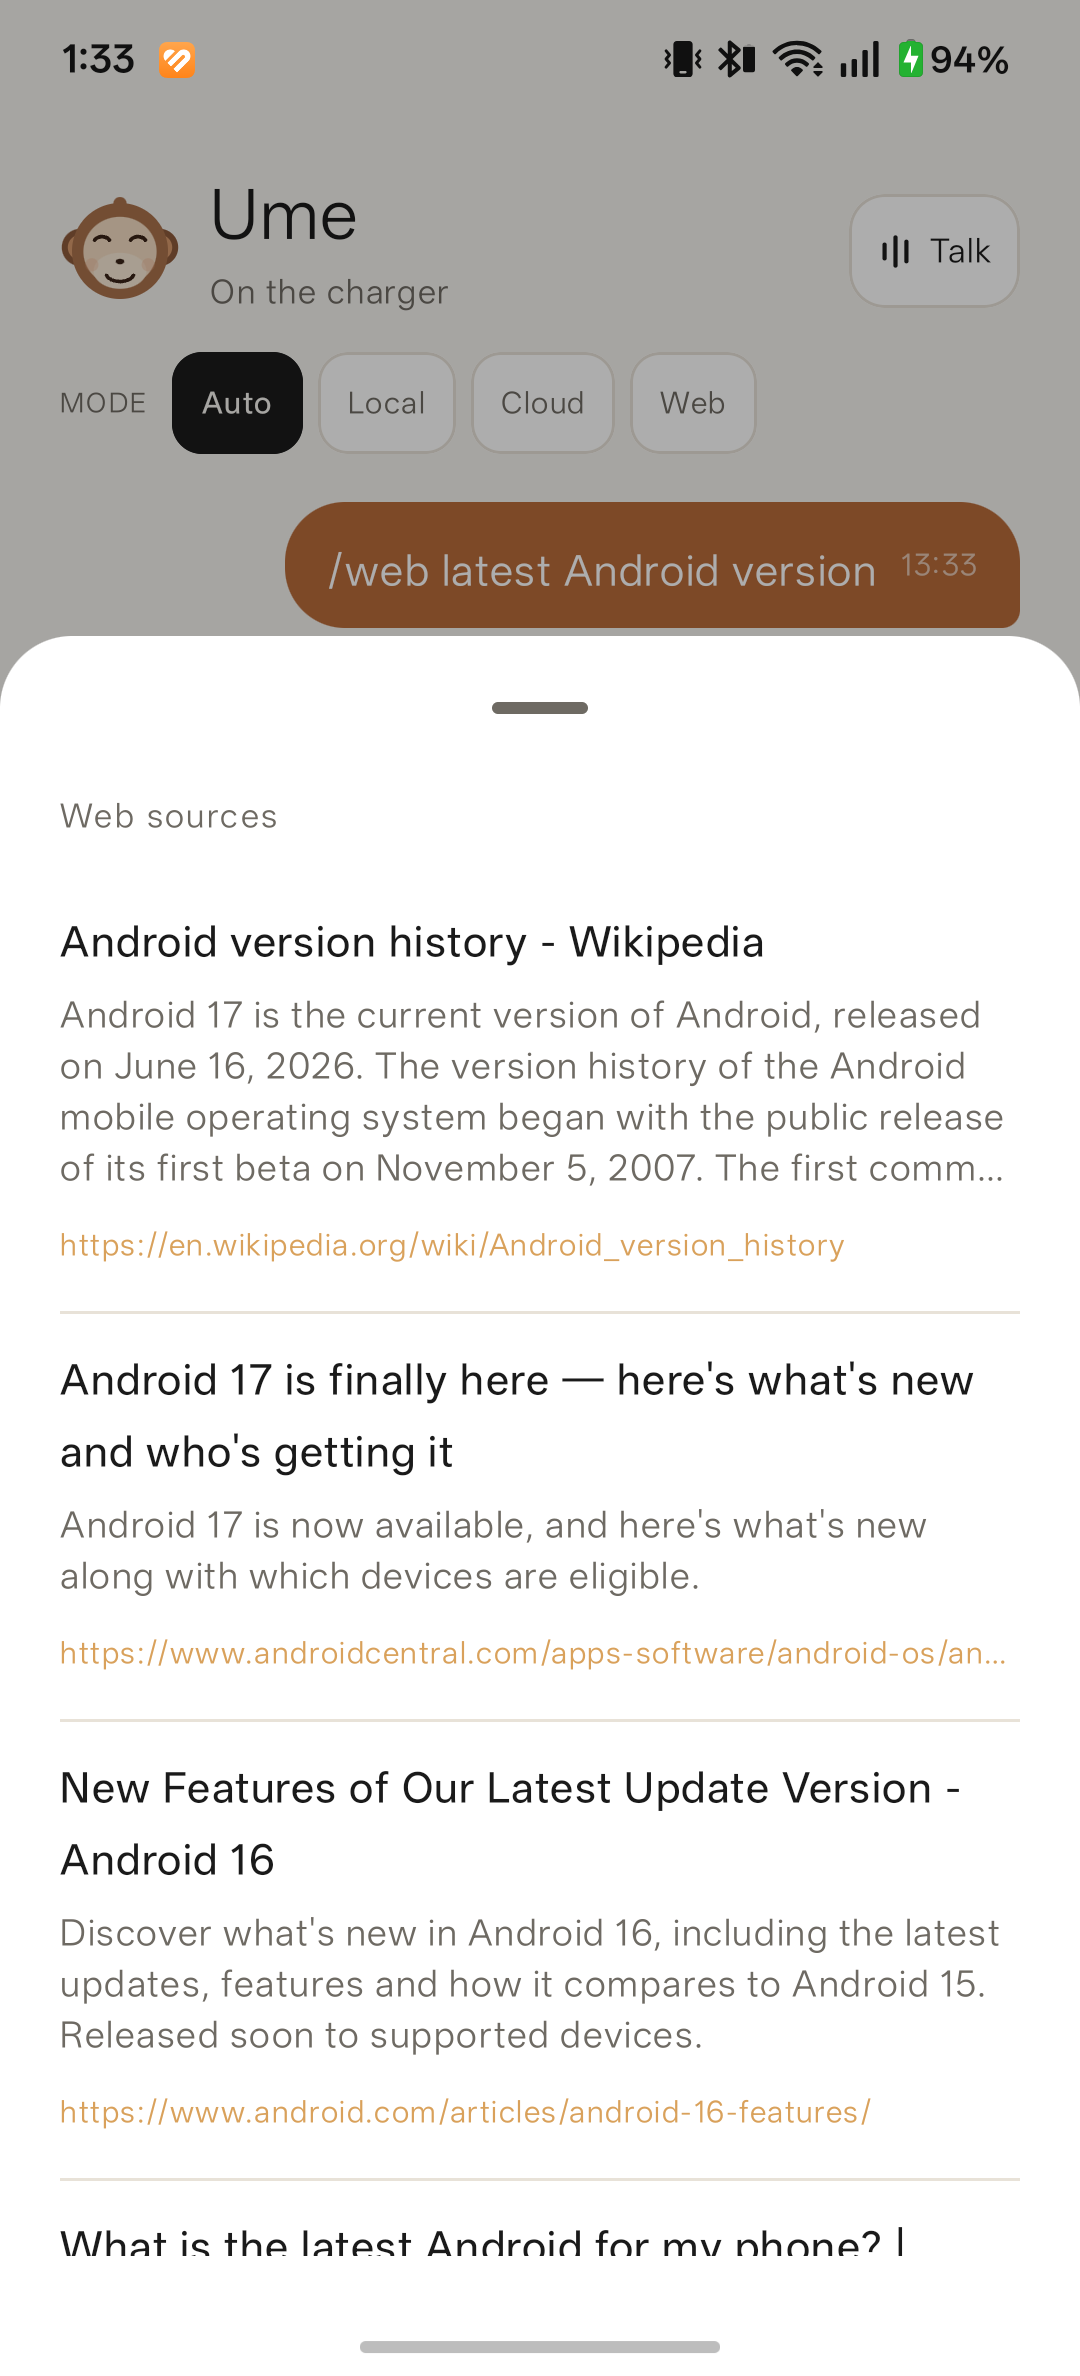 1:33
94%
Ume
On the charger
Talk
MODE
Auto
Local
Cloud
Web
/web latest Android version 13:33
Web sources
Android version history - Wikipedia
Android 17 is the current version of Android, released
on June 16, 2026. The version history of the Android
mobile operating system began with the public release
of its first beta on November 5, 2007. The first comm...
https://en.wikipedia.org/wiki/Android_version_history
Android 17 is finally here — here's what's new
and who's getting it
Android 17 is now available, and here's what's new
along with which devices are eligible.
https://www.androidcentral.com/apps-software/android-os/an...
New Features of Our Latest Update Version -
Android 16
Discover what's new in Android 16, including the latest
updates, features and how it compares to Android 15.
Released soon to supported devices.
https://www.android.com/articles/android-16-features/
What is the latest Android for my phone? |